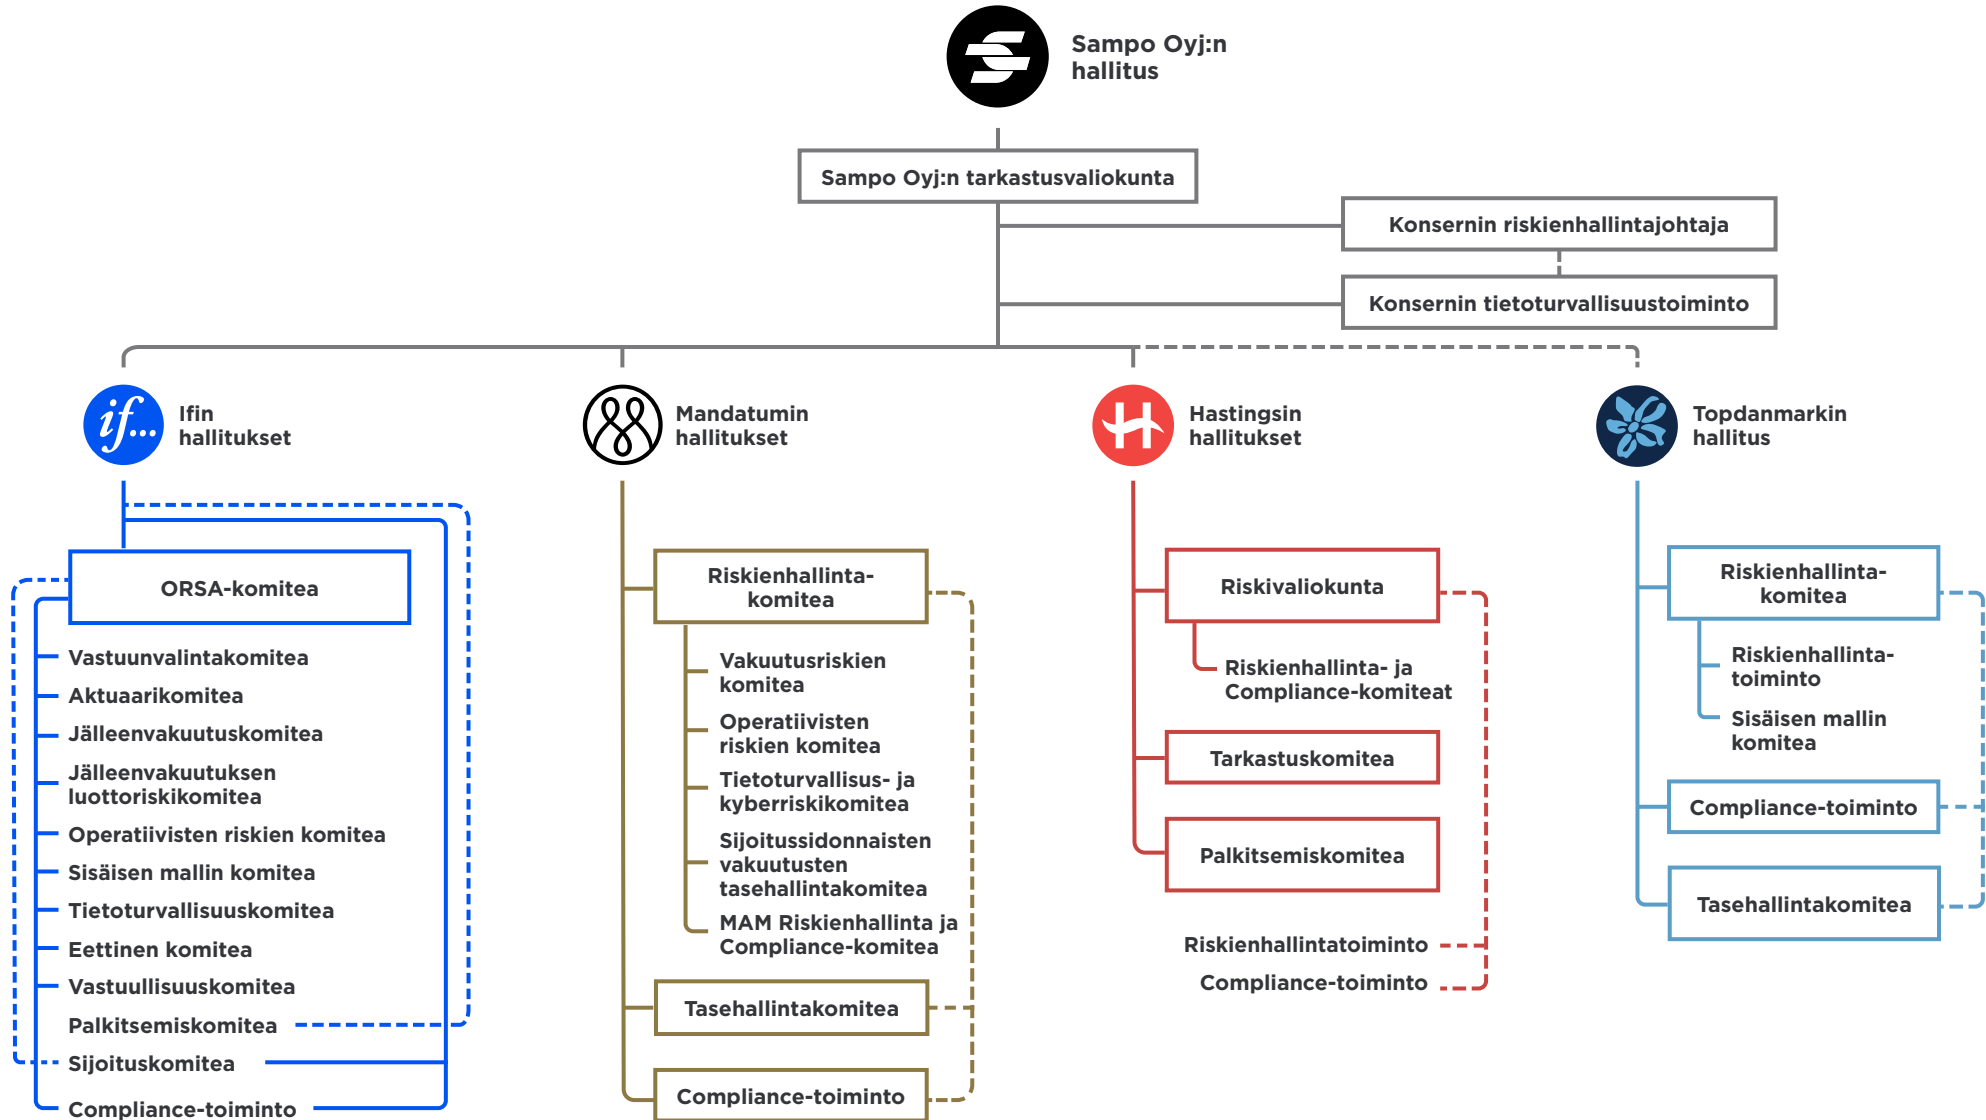 Sampo Oyj:n
hallitus
Sampo Oyj:n tarkastusvaliokunta
Konsernin riskienhallintajohtaja
Konsernin tietoturvallisuustoiminto
if...
Ifin
hallitukset
Mandatumin
hallitukset
H
Hastingsin
hallitukset
Topdanmarkin
hallitus
ORSA-komitea
Vastuunvalintakomitea
Aktuaarikomitea
Jälleenvakuutuskomitea
Jälleenvakuutuksen
luottoriskikomitea
Operatiivisten riskien komitea
Sisäisen mallin komitea
Tietoturvallisuuskomitea
Eettinen komitea
Vastuullisuuskomitea
Palkitsemiskomitea
Sijoituskomitea
Compliance-toiminto
Riskienhallinta-
komitea
Vakuutusriskien
komitea
Operatiivisten
riskien komitea
Tietoturvallisus- ja
kyberriskikomitea
Sijoitussidonnaisten
vakuutusten
tasehallintakomitea
MAM Riskienhallinta ja
Compliance-komitea
Tasehallintakomitea
Compliance-toiminto
Riskivaliokunta
Riskienhallinta- ja
Compliance-komiteat
Tarkastuskomitea
Palkitsemiskomitea
Riskienhallintatoiminto
Compliance-toiminto
Riskienhallinta-
komitea
Riskienhallinta-
toiminto
Sisäisen mallin
komitea
Compliance-toiminto
Tasehallintakomitea